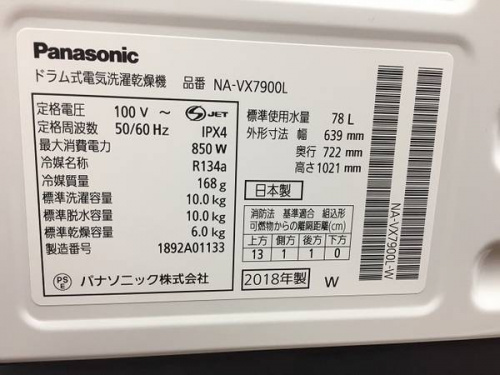 Panasonic
ドラム式電気洗濯乾燥機 品番 NA-VX7900L
定格電圧 100 V ～ S JET
定格周波数 50/60 Hz IPX4
最大消費電力 850 W
冷媒名称 R134a
冷媒質量 168 g
標準洗濯容量 10.0 kg
標準脱水容量 10.0 kg
標準乾燥容量 6.0 kg
製造番号 1892A01133
PS E パナソニック株式会社
標準使用水量 78 L
外形寸法 幅 639 mm
奥行 722 mm
高さ 1021 mm
日本製
消防法 基準適合 組込形
可燃物からの離隔距離(cm)
上方 側方 後方 下方
13 1 1 0
2018年製 W
NA-VX7900L-W